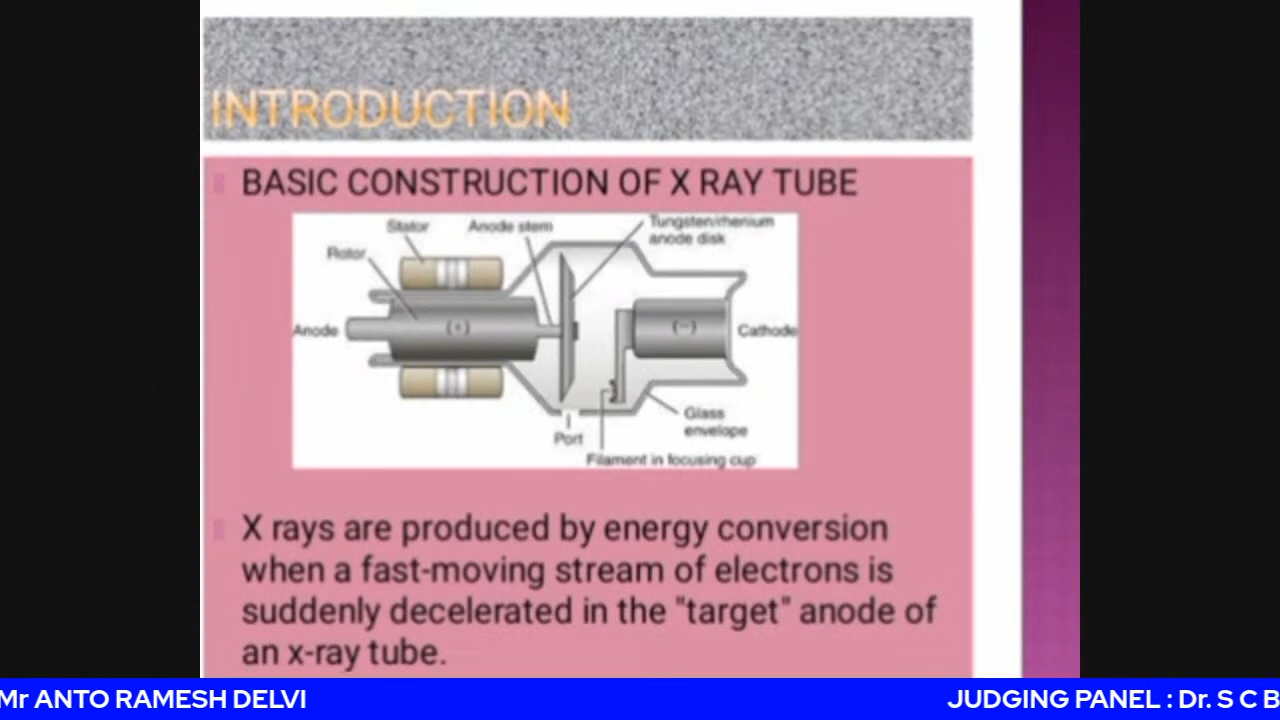 INTRODUCTION
BASIC CONSTRUCTION OF X RAY TUBE
Stator
Anode stem
Tungsten/rhenium
anode disk
Rotor
Anode
(+)
(−)
Cathode
Port
Glass
envelope
Filament in focusing cup
X rays are produced by energy conversion
when a fast-moving stream of electrons is
suddenly decelerated in the "target" anode of
an x-ray tube.
Mr ANTO RAMESH DELVI
JUDGING PANEL : Dr. S C B